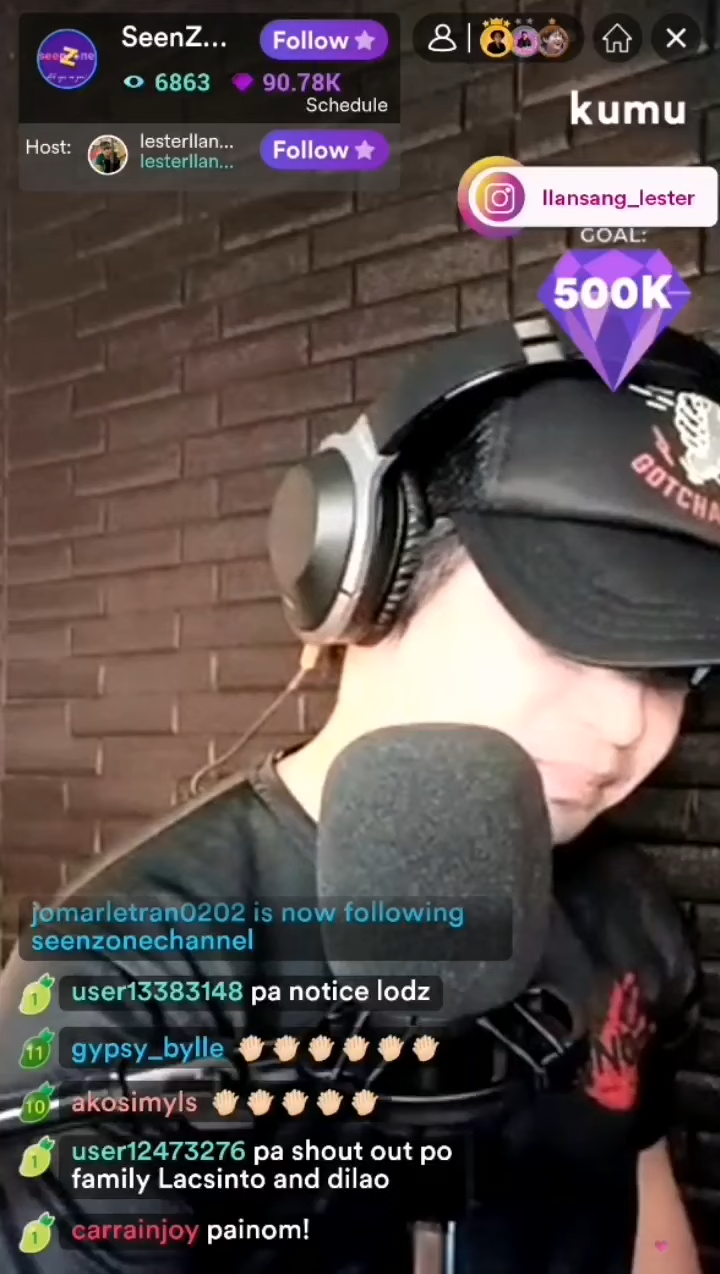 SeenZ...
Follow
6863
90.78K
Schedule
kumu
Host:
lesterllan...
lesterllan...
Follow
llansang_lester
GOAL:
500K
GOTCHA
jomarletran0202 is now following
seenzonechannel
1
user13383148 pa notice lodz
11
gypsy_bylle 👋🏼👋🏼👋🏼👋🏼👋🏼👋🏼
10
akosimyls 👋🏼👋🏼👋🏼👋🏼👋🏼
1
user12473276 pa shout out po
family Lacsinto and dilao
1
carrainjoy painom!